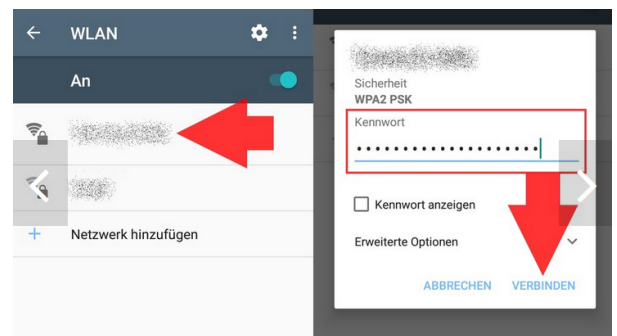 WLAN
An
Netzwerk hinzufügen
Sicherheit
WPA2 PSK
Kennwort
Kennwort anzeigen
Erweiterte Optionen
ABBRECHEN VERBINDEN